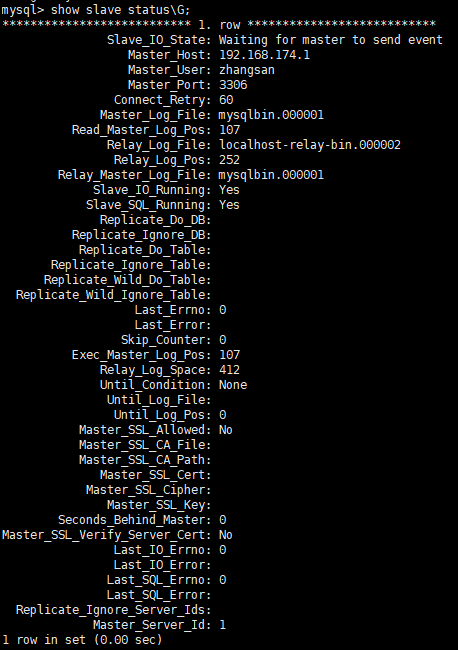 mysql> show slave status\G;
*************************** 1. row ***************************
Slave_IO_State: Waiting for master to send event
Master_Host: 192.168.174.1
Master_User: zhangsan
Master_Port: 3306
Connect_Retry: 60
Master_Log_File: mysqlbin.000001
Read_Master_Log_Pos: 107
Relay_Log_File: localhost-relay-bin.000002
Relay_Log_Pos: 252
Relay_Master_Log_File: mysqlbin.000001
Slave_IO_Running: Yes
Slave_SQL_Running: Yes
Replicate_Do_DB:
Replicate_Ignore_DB:
Replicate_Do_Table:
Replicate_Ignore_Table:
Replicate_Wild_Do_Table:
Replicate_Wild_Ignore_Table:
Last_Errno: 0
Last_Error:
Skip_Counter: 0
Exec_Master_Log_Pos: 107
Relay_Log_Space: 412
Until_Condition: None
Until_Log_File:
Until_Log_Pos: 0
Master_SSL_Allowed: No
Master_SSL_CA_File:
Master_SSL_CA_Path:
Master_SSL_Cert:
Master_SSL_Cipher:
Master_SSL_Key:
Seconds_Behind_Master: 0
Master_SSL_Verify_Server_Cert: No
Last_IO_Errno: 0
Last_IO_Error:
Last_SQL_Errno: 0
Last_SQL_Error:
Replicate_Ignore_Server_Ids:
Master_Server_Id: 1
1 row in set (0.00 sec)